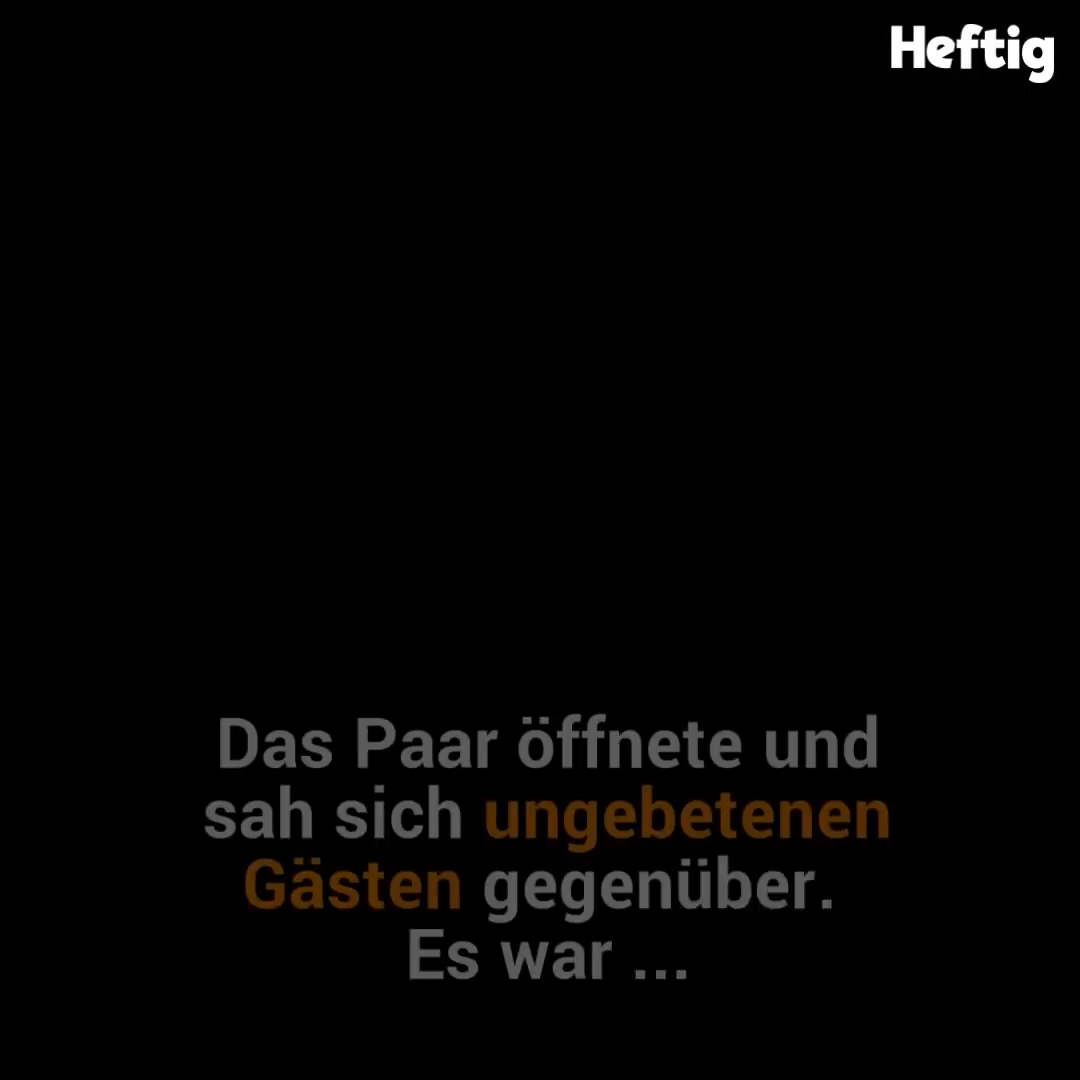 Heftig
Das Paar öffnete und
sah sich ungebetenen
Gästen gegenüber.
Es war ...